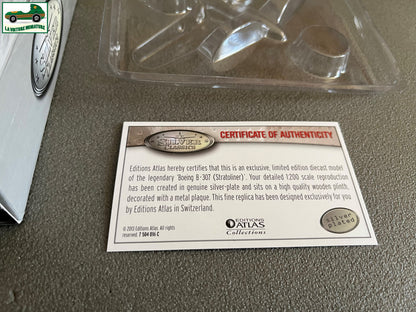 LA VOITURE MINIATURE
SILVER
CLASSICS
CERTIFICATE OF AUTHENTICITY
Editions Atlas hereby certifies that this is an exclusive, limited edition diecast model
of the legendary 'Boeing B-307 (Stratoliner)'. Your detailed 1:200 scale reproduction
has been created in genuine silver-plate and sits on a high quality wooden plinth,
decorated with a metal plaque. This fine replica has been designed exclusively for you
by Editions Atlas in Switzerland.
© 2013 Editions Atlas. All rights
reserved. 7 504 016 C
EDITIONS
ATLAS
Collections
silver
plated